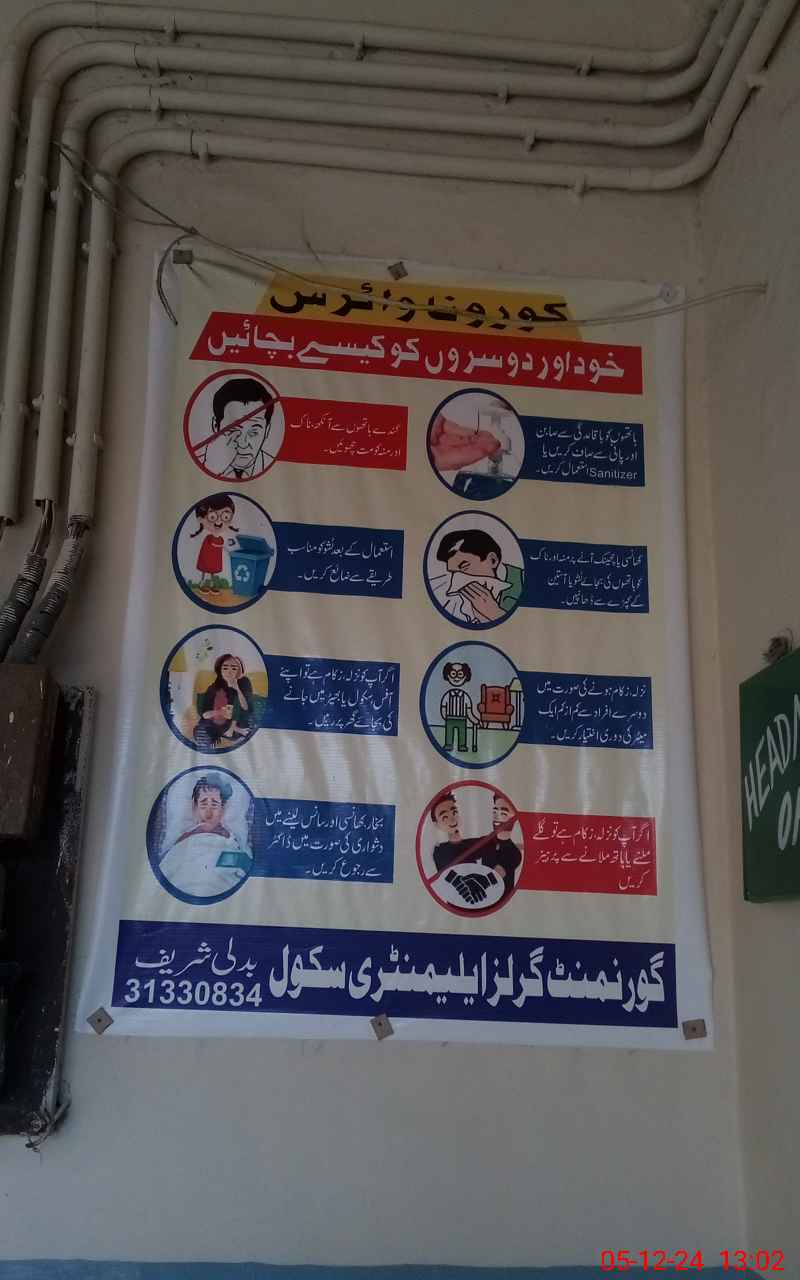 کورونا وائرس
خود اور دوسروں کو کیسے بچائیں
ہاتھوں کو باقاعدگی سے صابن
اور پانی سے صاف کریں یا
Sanitizer استعمال کریں۔
گندے ہاتھوں سے آنکھ، ناک
اور منہ کو مت چھوئیں۔
کھانسی یا چھینک آنے پر منہ اور ناک
کو ہاتھوں کی بجائے ٹشو یا آستین
کے کپڑے سے ڈھانپیں۔
استعمال کے بعد ٹشو کو مناسب
طریقے سے ضائع کریں۔
نزلہ، زکام ہونے کی صورت میں
دوسرے افراد سے کم از کم ایک
میٹر کی دوری اختیار کریں۔
اگر آپ کو نزلہ، زکام ہے تو اپنے
آفس، سکول یا بھیڑ میں جانے
کی بجائے گھر پر رہیں۔
اگر آپ کو نزلہ، زکام ہے تو گلے
ملنے یا ہاتھ ملانے سے پرہیز
کریں
بخار، کھانسی اور سانس لینے میں
دشواری کی صورت میں ڈاکٹر
سے رجوع کریں۔
گورنمنٹ گرلز ایلیمنٹری سکول بدلی شریف
31330834
HEAD
05-12-24 13:02